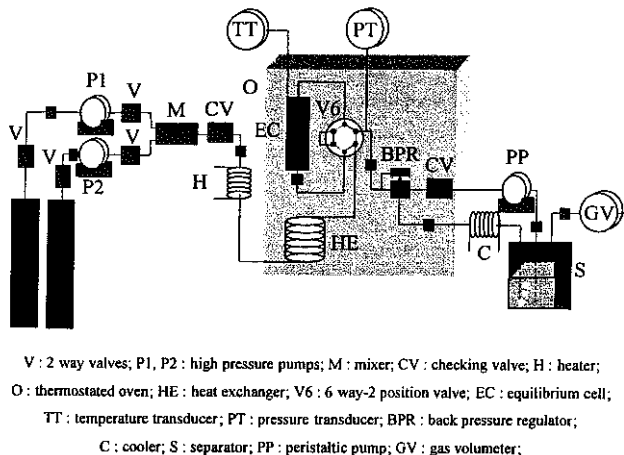 TT
PT
O
P1
V
M
CV
V6
EC
V
V
V
P2
H
BPR
CV
PP
GV
HE
C
S
V : 2 way valves; P1, P2 : high pressure pumps; M : mixer; CV : checking valve; H : heater;
O : thermostated oven; HE : heat exchanger; V6 : 6 way-2 position valve; EC : equilibrium cell;
TT : temperature transducer; PT : pressure transducer; BPR : back pressure regulator;
C : cooler; S : separator; PP : peristaltic pump; GV : gas volumeter;